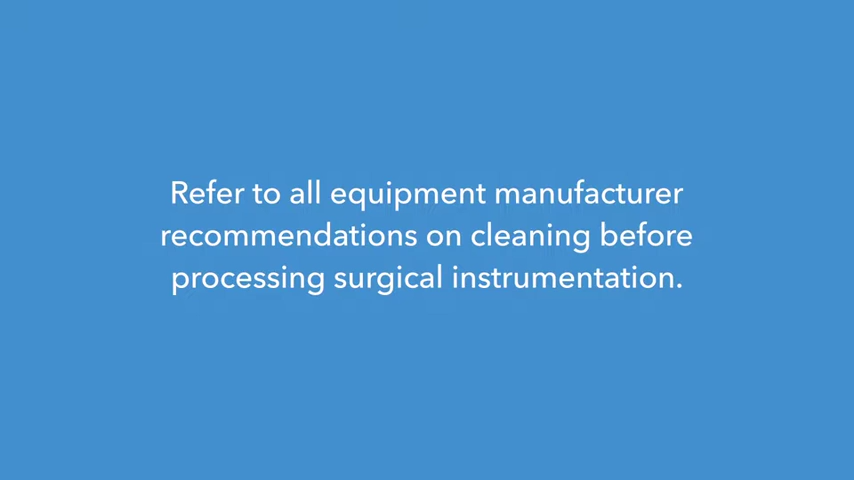 Refer to all equipment manufacturer
recommendations on cleaning before
processing surgical instrumentation.